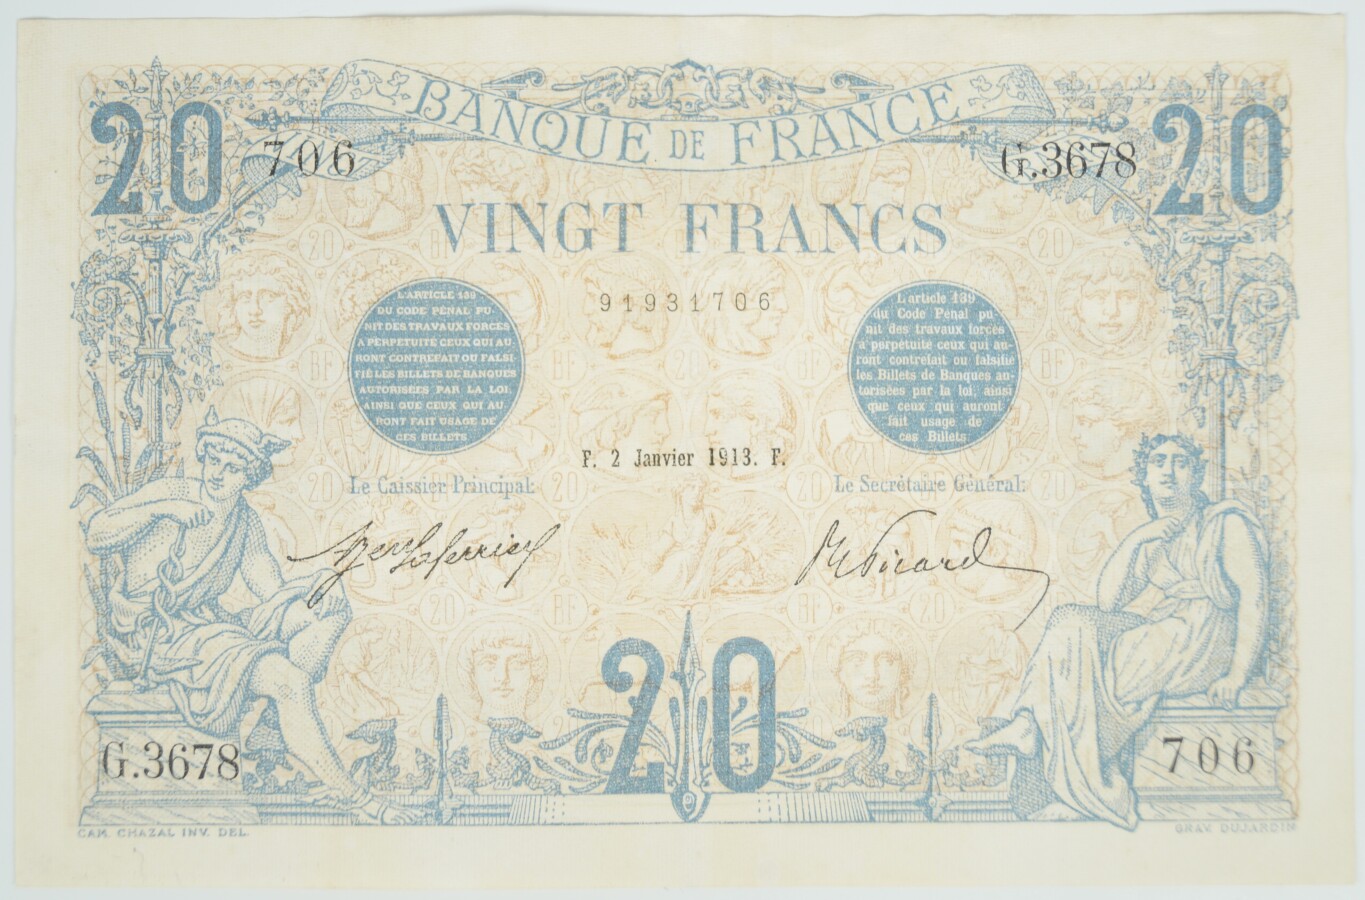 BANQUE DE FRANCE
20
706
G.3678
20
VINGT FRANCS
91931706
L'ARTICLE 139
DU CODE PÉNAL PU-
NIT DES TRAVAUX FORCÉS
A PERPÉTUITÉ CEUX QUI AU-
RONT CONTREFAIT OU FALSI-
FIÉ LES BILLETS DE BANQUES
AUTORISÉES PAR LA LOI,
AINSI QUE CEUX QUI AU-
RONT FAIT USAGE DE
CES BILLETS
L'article 139
du Code Pénal pu-
nit des travaux forcés
a perpétuité ceux qui au-
ront contrefait ou falsifié
les Billets de Banques au-
torisées par la loi, ainsi
que ceux qui auront
fait usage de
ces Billets
F. 2 Janvier 1913. F.
Le Caissier Principal:
Le Secrétaire Général:
Picard
20
G.3678
706
CAM. CHAZAL INV. DEL.
GRAV. DUJARDIN